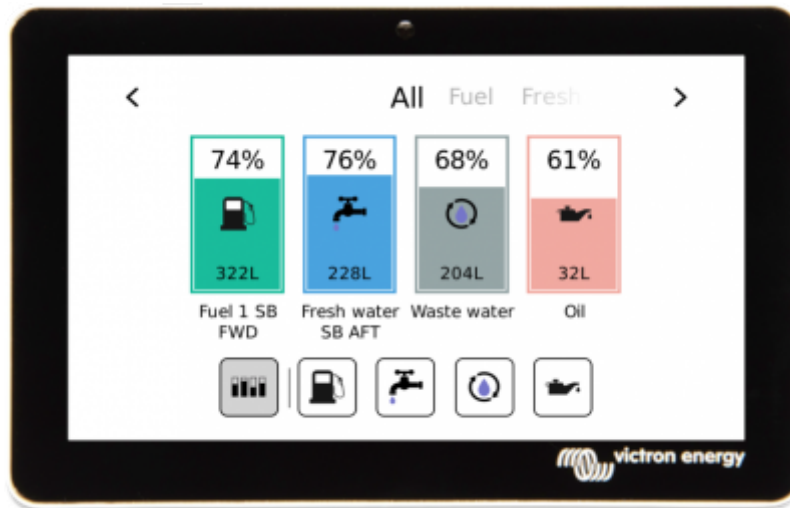 All Fuel Fresh
74% 76% 68% 61%
322L 228L 204L 32L
Fuel 1 SB Fresh water Waste water Oil
FWD SB AFT
victron energy